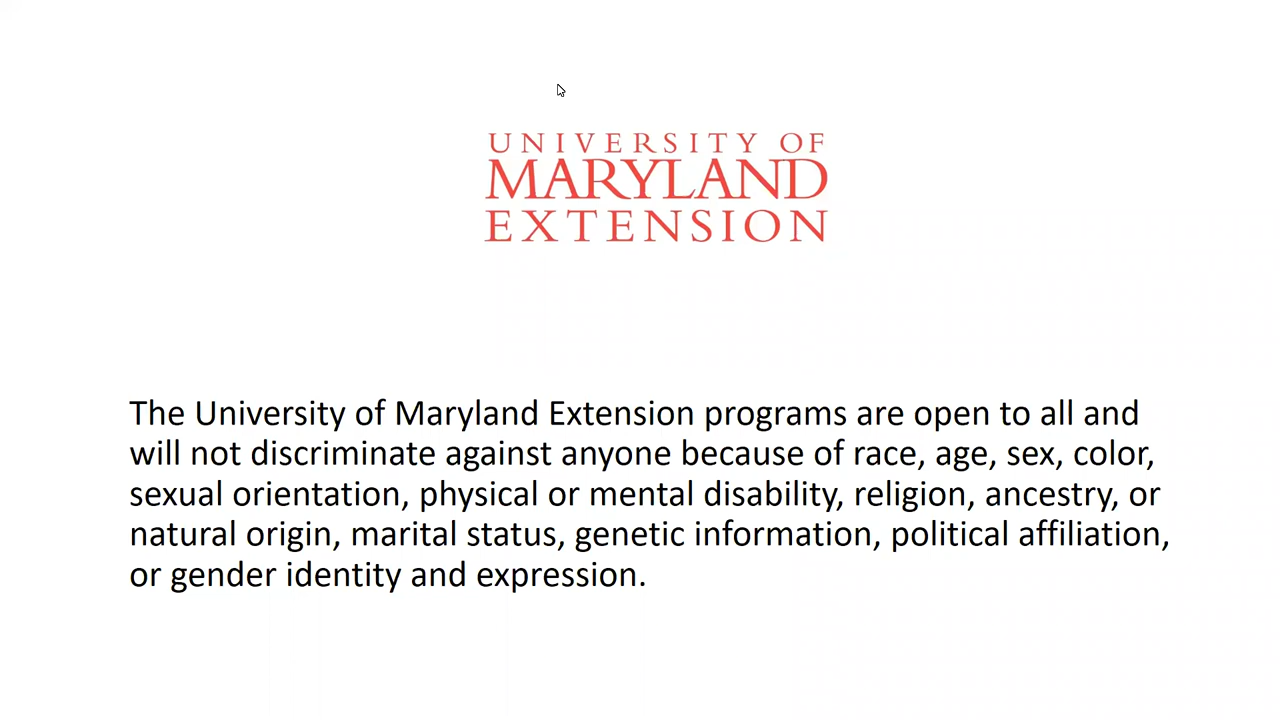 UNIVERSITY OF
MARYLAND
EXTENSION
The University of Maryland Extension programs are open to all and
will not discriminate against anyone because of race, age, sex, color,
sexual orientation, physical or mental disability, religion, ancestry, or
natural origin, marital status, genetic information, political affiliation,
or gender identity and expression.